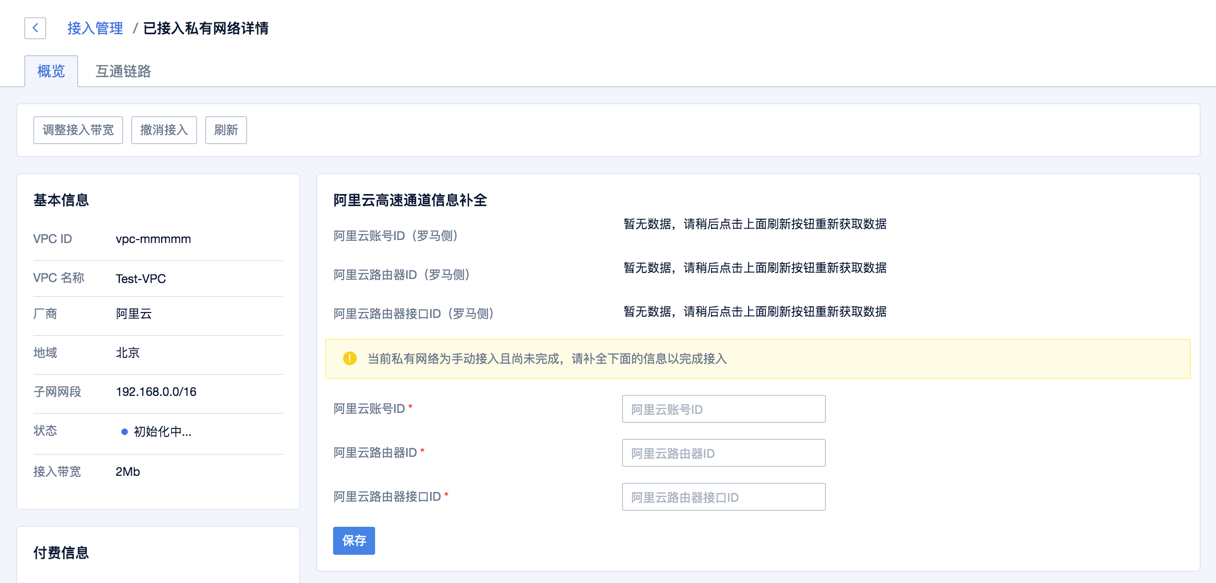 接入管理 / 已接入私有网络详情
概览 互通链路
调整接入带宽 撤消接入 刷新
基本信息
VPC ID vpc-mmmmm
VPC 名称 Test-VPC
厂商 阿里云
地域 北京
子网网段 192.168.0.0/16
状态 初始化中...
接入带宽 2Mb
付费信息
阿里云高速通道信息补全
阿里云账号ID（罗马侧） 暂无数据，请稍后点击上面刷新按钮重新获取数据
阿里云路由器ID（罗马侧） 暂无数据，请稍后点击上面刷新按钮重新获取数据
阿里云路由器接口ID（罗马侧） 暂无数据，请稍后点击上面刷新按钮重新获取数据
当前私有网络为手动接入且尚未完成，请补全下面的信息以完成接入
阿里云账号ID * 阿里云账号ID
阿里云路由器ID * 阿里云路由器ID
阿里云路由器接口ID * 阿里云路由器接口ID
保存